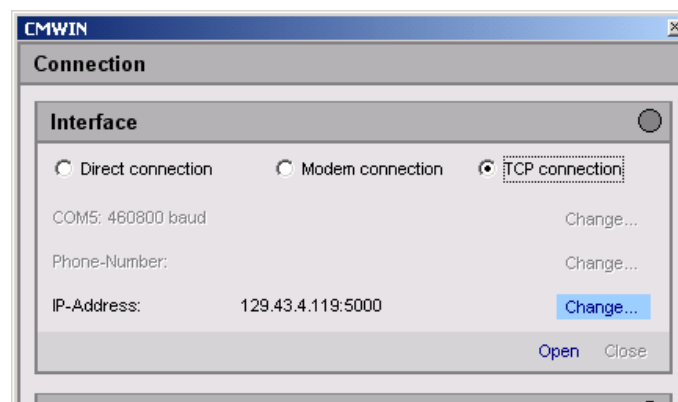 CMWIN
Connection
Interface
Direct connection Modem connection TCP connection
COM5: 460800 baud Change...
Phone-Number: Change...
IP-Address: 129.43.4.119:5000 Change...
Open Close